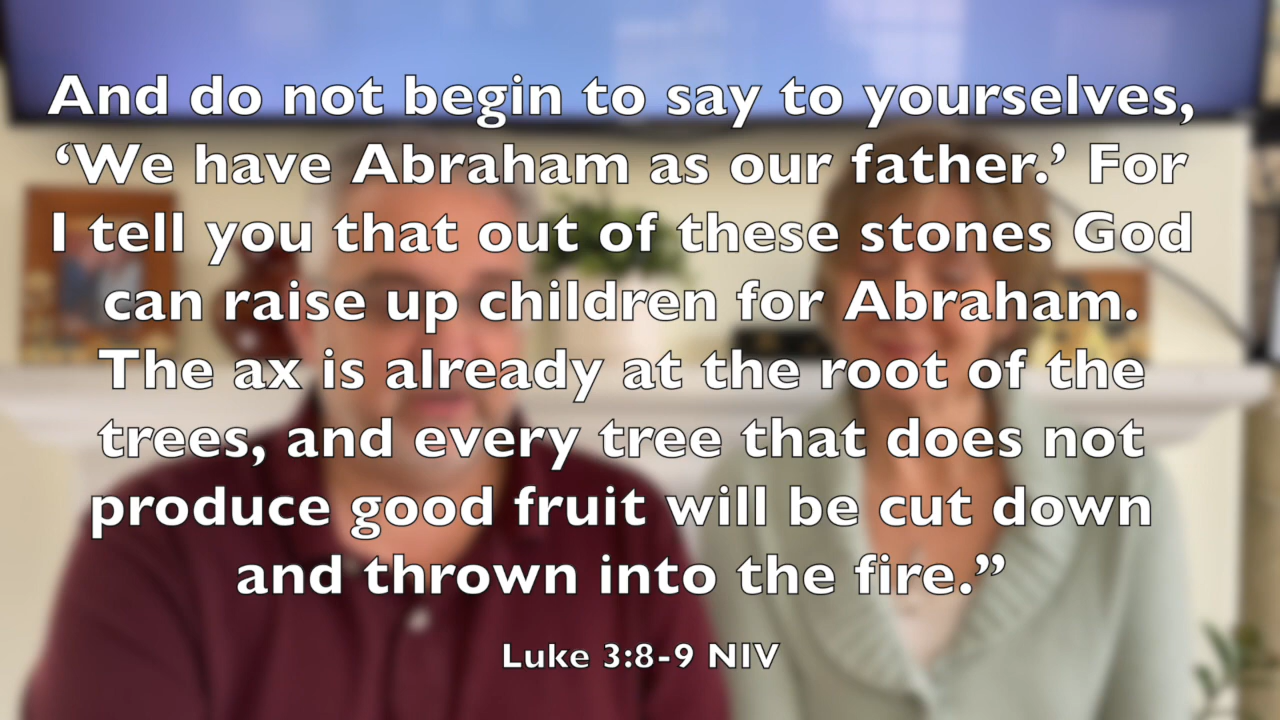 And do not begin to say to yourselves,
‘We have Abraham as our father.’ For
I tell you that out of these stones God
can raise up children for Abraham.
The ax is already at the root of the
trees, and every tree that does not
produce good fruit will be cut down
and thrown into the fire.”
Luke 3:8-9 NIV